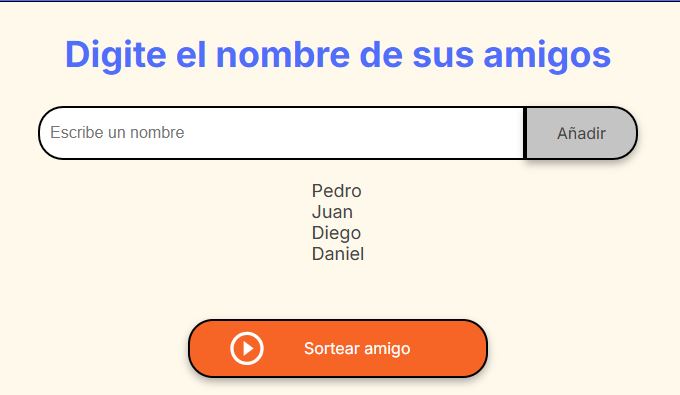 Digite el nombre de sus amigos
Escribe un nombre
Añadir
Pedro
Juan
Diego
Daniel
Sortear amigo